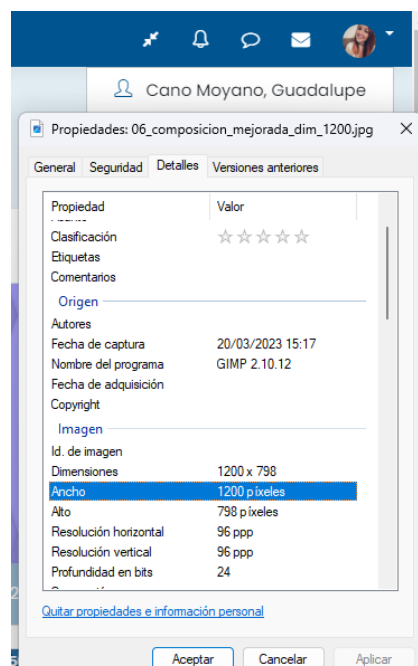 Cano Moyano, Guadalupe
Propiedades: 06_composicion_mejorada_dim_1200.jpg
General Seguridad Detalles Versiones anteriores
Propiedad Valor
Clasificación
Etiquetas
Comentarios
Origen
Autores
Fecha de captura 20/03/2023 15:17
Nombre del programa GIMP 2.10.12
Fecha de adquisición
Copyright
Imagen
Id. de imagen
Dimensiones 1200 x 798
Ancho 1200 píxeles
Alto 798 píxeles
Resolución horizontal 96 ppp
Resolución vertical 96 ppp
Profundidad en bits 24
Quitar propiedades e información personal
Aceptar Cancelar Aplicar